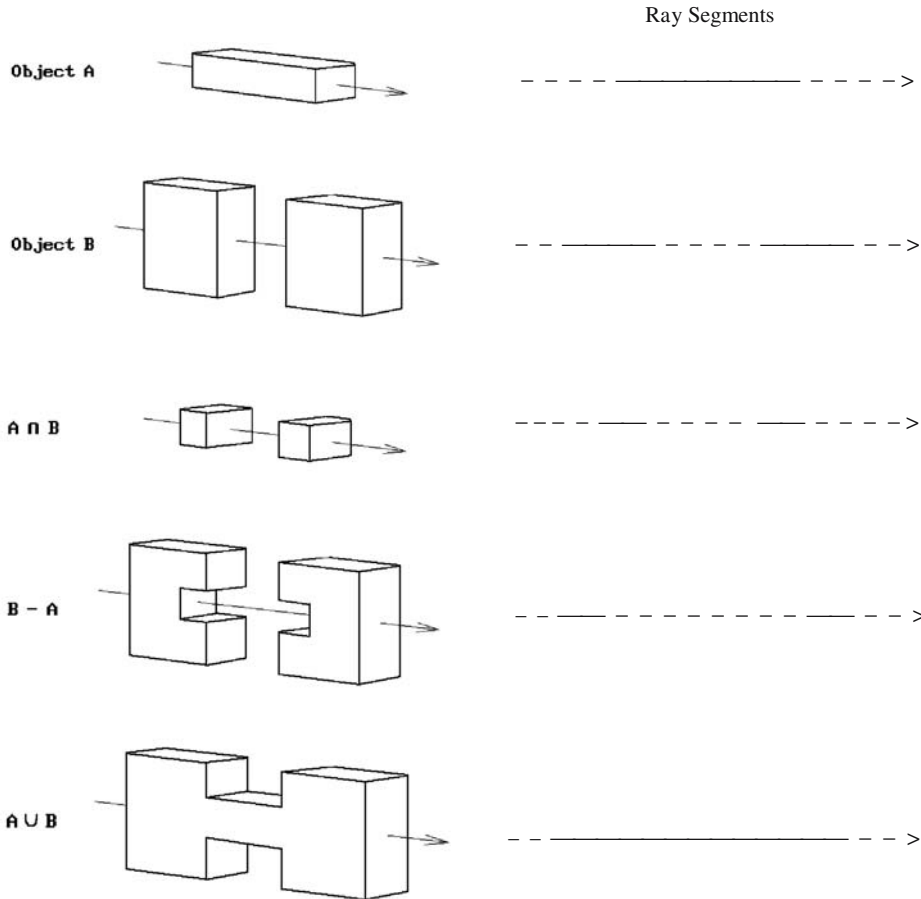 Ray Segments
Object A
Object B
A ∩ B
B - A
A ∪ B